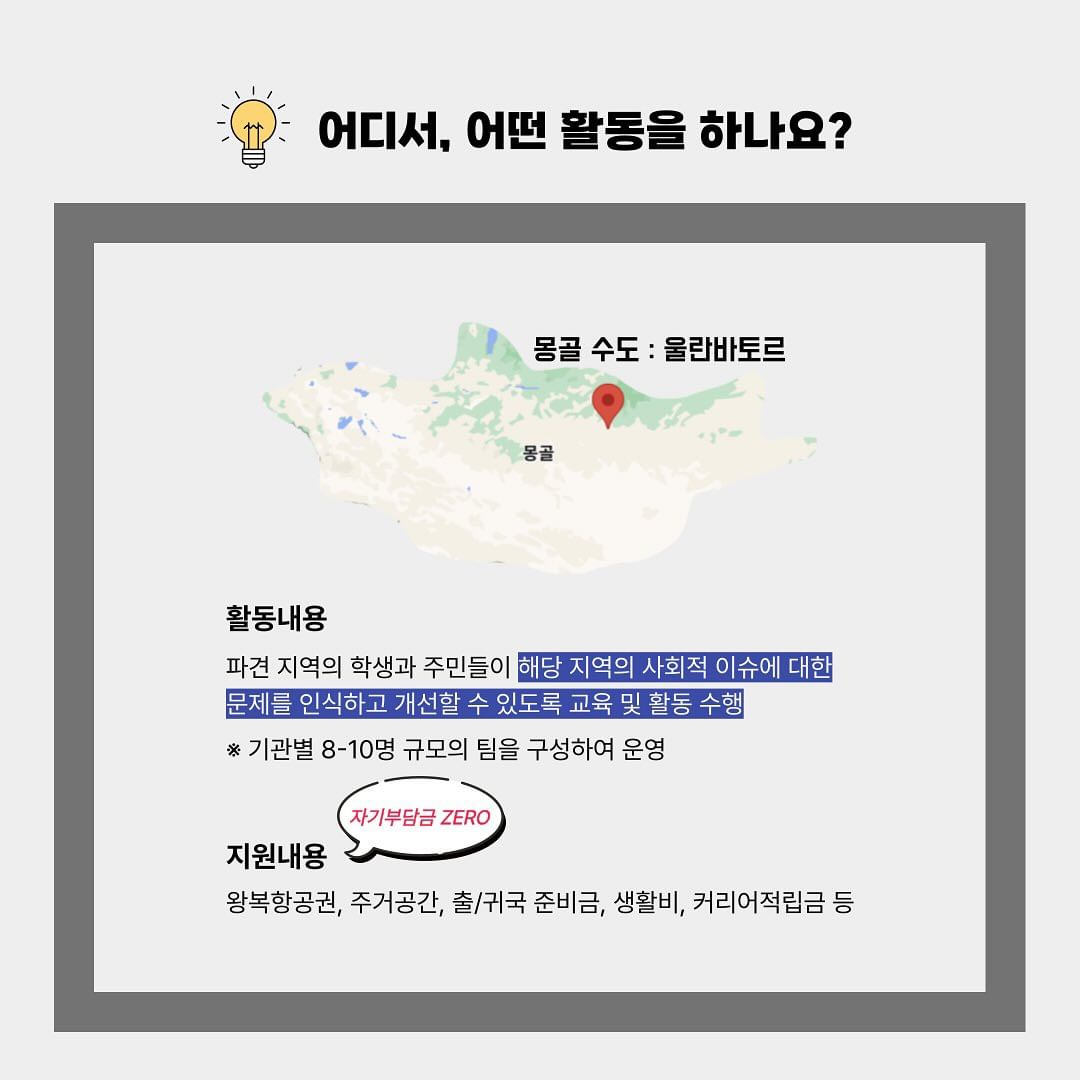 어디서, 어떤 활동을 하나요?
몽골 수도 : 울란바토르
몽골
활동내용
파견 지역의 학생과 주민들이 해당 지역의 사회적 이슈에 대한
문제를 인식하고 개선할 수 있도록 교육 및 활동 수행
※ 기관별 8-10명 규모의 팀을 구성하여 운영
자기부담금 ZERO
지원내용
왕복항공권, 주거공간, 출/귀국 준비금, 생활비, 커리어적립금 등